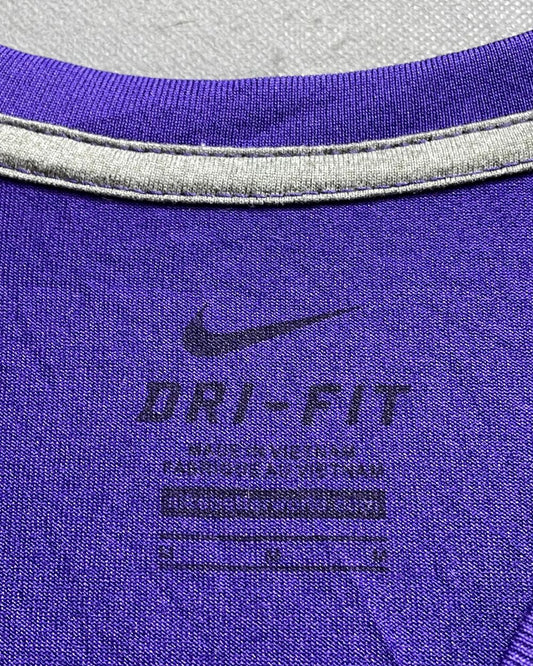 DRI-FIT
MADE IN VIETNAM
FABRIQUÉ AU VIETNAM
M M M